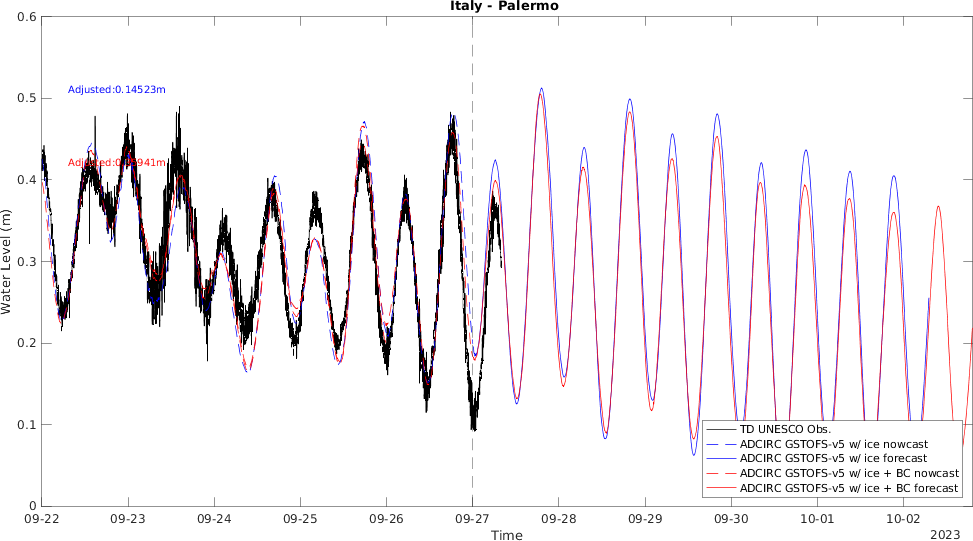 Italy - Palermo
0.6
0.5
0.4
0.3
0.2
0.1
0
Water Level (m)
Adjusted:0.14523m
TD UNESCO Obs.
ADCIRC GSTOFS-v5 w/ ice nowcast
ADCIRC GSTOFS-v5 w/ ice forecast
ADCIRC GSTOFS-v5 w/ ice + BC nowcast
ADCIRC GSTOFS-v5 w/ ice + BC forecast
09-22
09-23
09-24
09-25
09-26
09-27
09-28
09-29
09-30
10-01
10-02
Time
2023